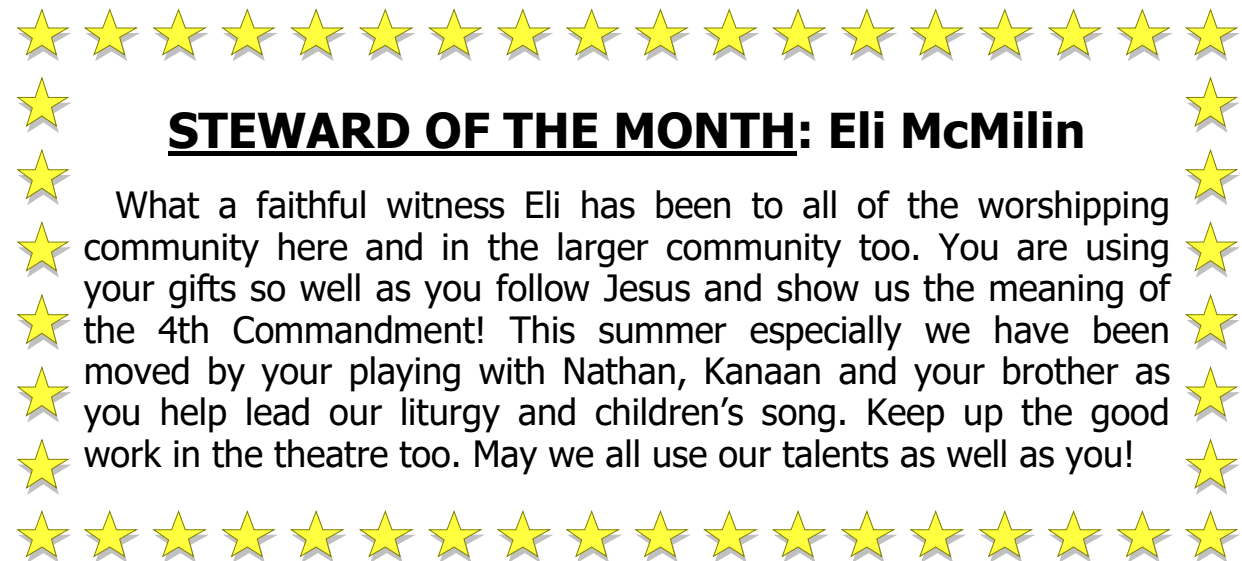 STEWARD OF THE MONTH: Eli McMilin
What a faithful witness Eli has been to all of the worshipping
community here and in the larger community too. You are using
your gifts so well as you follow Jesus and show us the meaning of
the 4th Commandment! This summer especially we have been
moved by your playing with Nathan, Kanaan and your brother as
you help lead our liturgy and children’s song. Keep up the good
work in the theatre too. May we all use our talents as well as you!